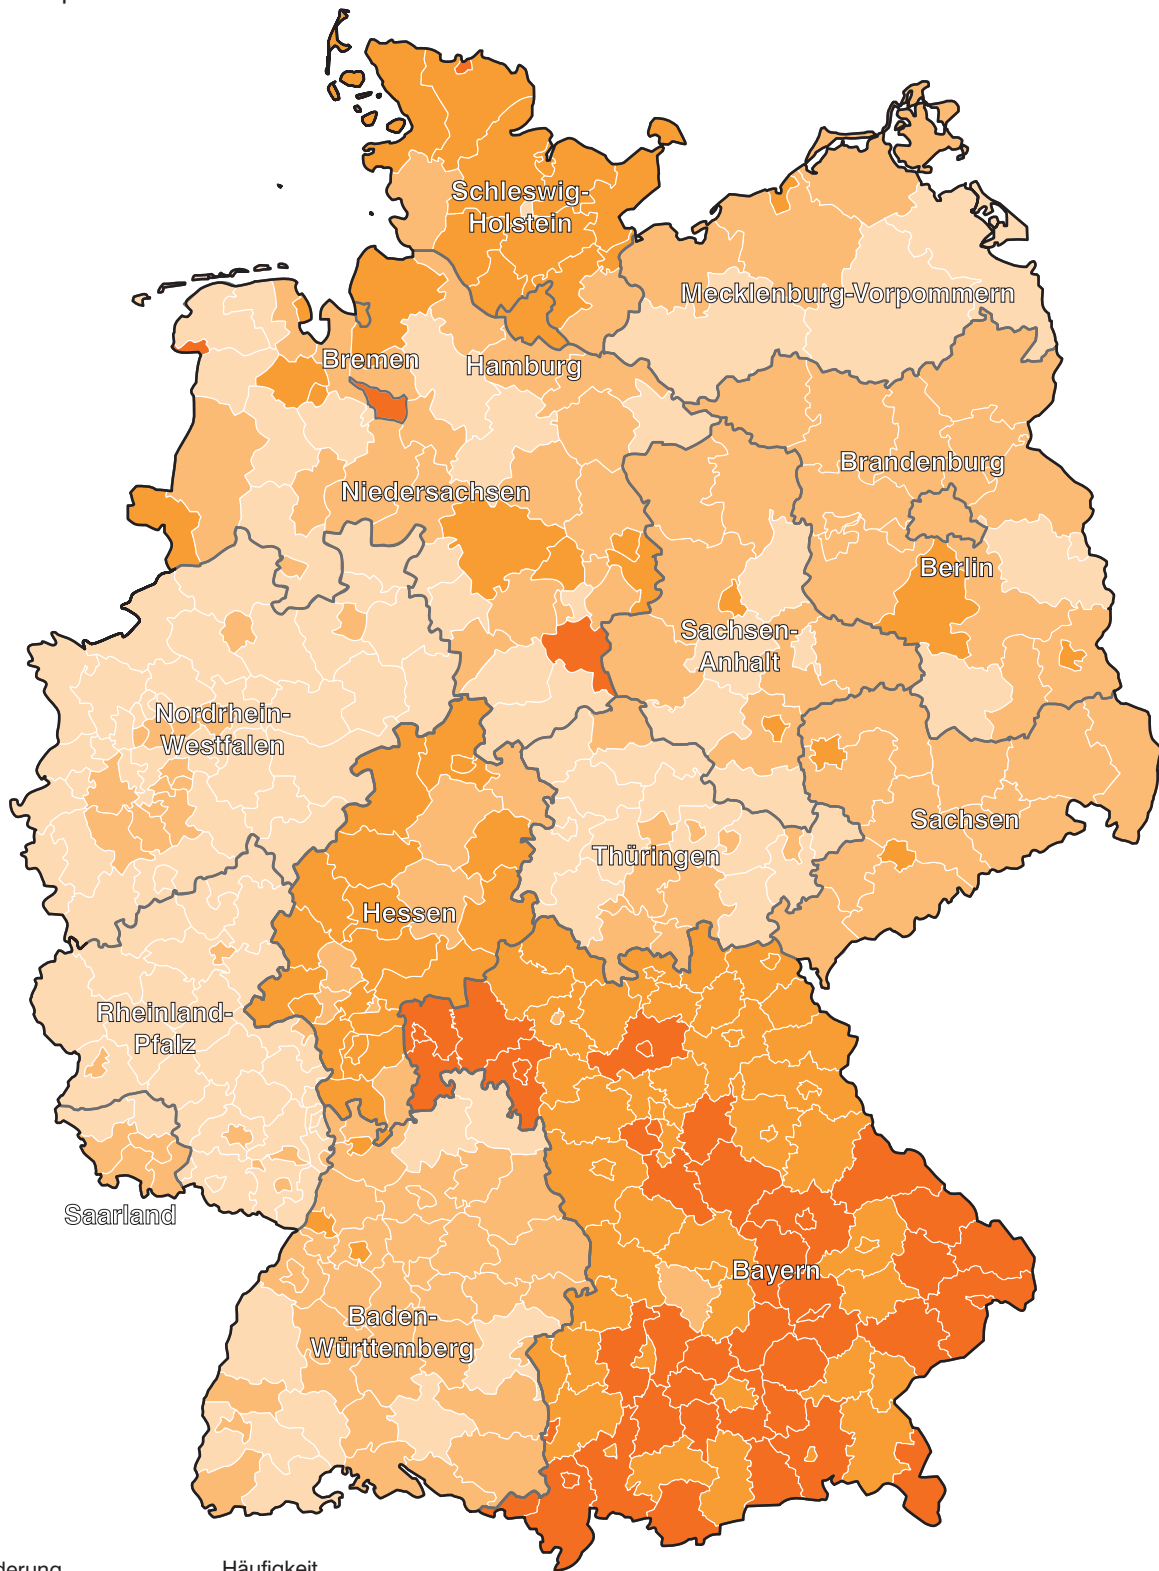 Schleswig-
Holstein
Mecklenburg-Vorpommern
Bremen
Hamburg
Brandenburg
Niedersachsen
Berlin
Sachsen-
Anhalt
Nordrhein-
Westfalen
Sachsen
Thüringen
Hessen
Rheinland-
Pfalz
Saarland
Bayern
Baden-
Württemberg
Häufigkeit